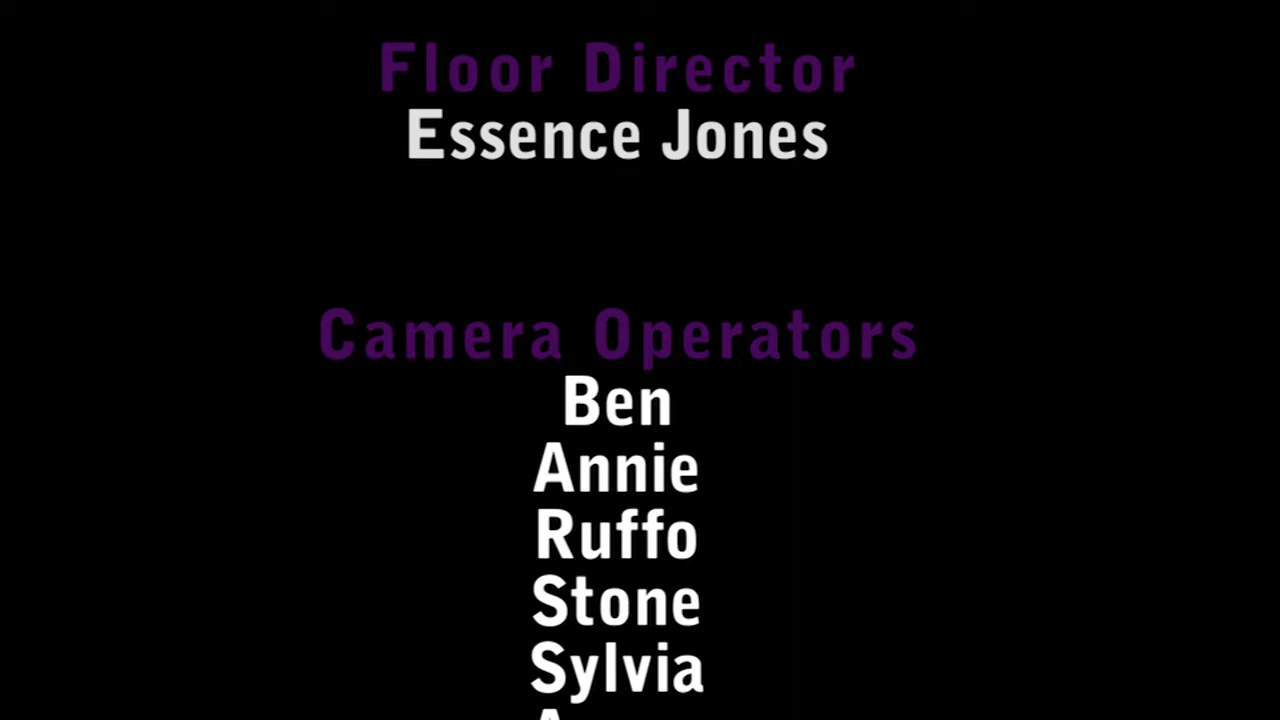 Floor Director
Essence Jones
Camera Operators
Ben
Annie
Ruffo
Stone
Sylvia